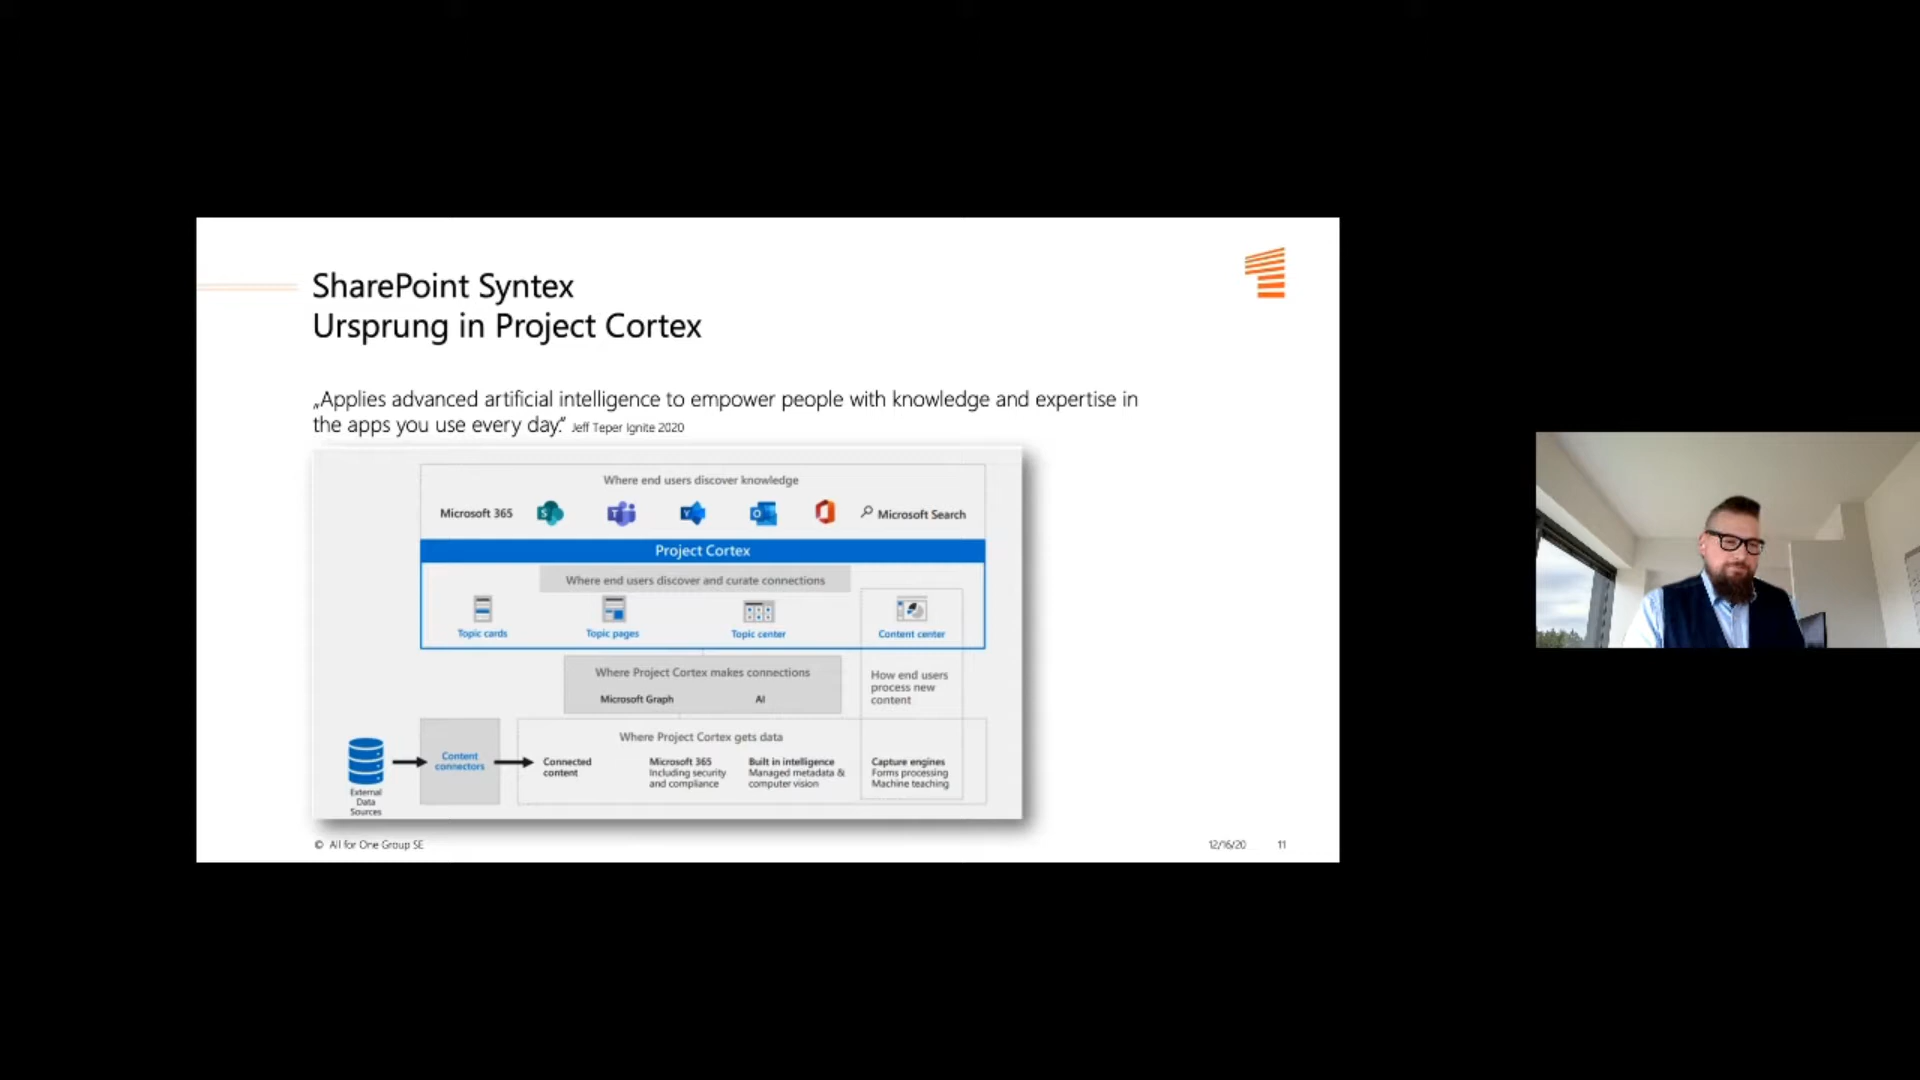 SharePoint Syntex
Ursprung in Project Cortex
„Applies advanced artificial intelligence to empower people with knowledge and expertise in
the apps you use every day.” Jeff Teper Ignite 2020
Where end users discover knowledge
Microsoft 365
Microsoft Search
Project Cortex
Where end users discover and curate connections
Topic cards
Topic pages
Topic center
Content center
Where Project Cortex makes connections
Microsoft Graph
AI
How end users
process new
content
Where Project Cortex gets data
External
Data
Sources
Content
connectors
Connected
content
Microsoft 365
Including security
and compliance
Built in intelligence
Managed metadata &
computer vision
Capture engines
Forms processing
Machine teaching
© All for One Group SE
12/16/20
11